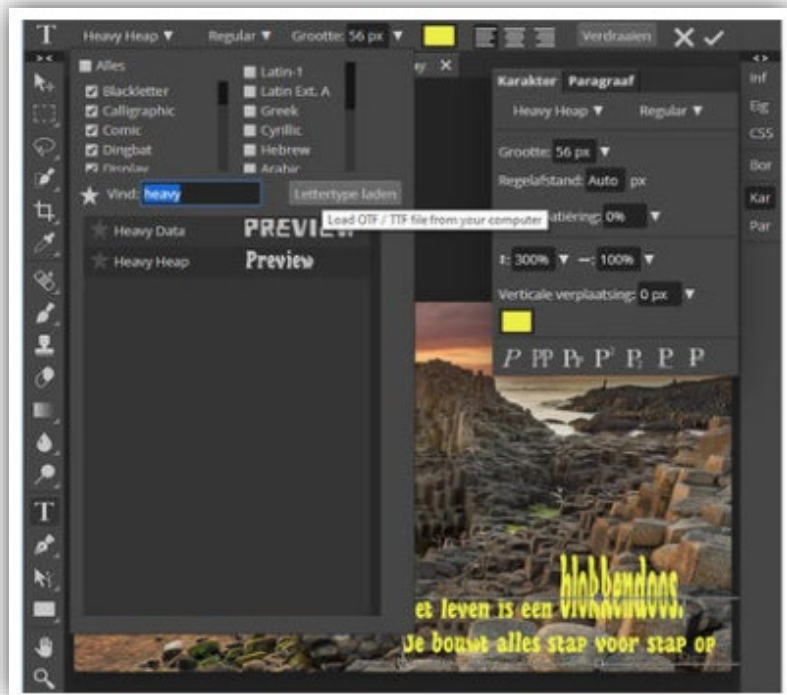 T Heavy Heap ▼ Regular ▼ Grootte: 56 px ▼ Verdraaien
Alles
Blackletter
Calligraphic
Comic
Dingbat
Display
Latin-1
Latin Ext. A
Greek
Cyrillic
Hebrew
Arabic
Vind: heavy Lettertype laden
Load OTF / TTF file from your computer
Heavy Data PREVIEW
Heavy Heap Preview
Karakter Paragraaf
Heavy Heap ▼ Regular ▼
Grootte: 56 px ▼
Regelafstand: Auto px
0% ▼
300% ▼ 100% ▼
Verticale verplaatsing: 0 px ▼
Inf
Eig
CSS
Bor
Kar
Par
T
et leven is een blokkendoos.
Je bouwt alles stap voor stap op